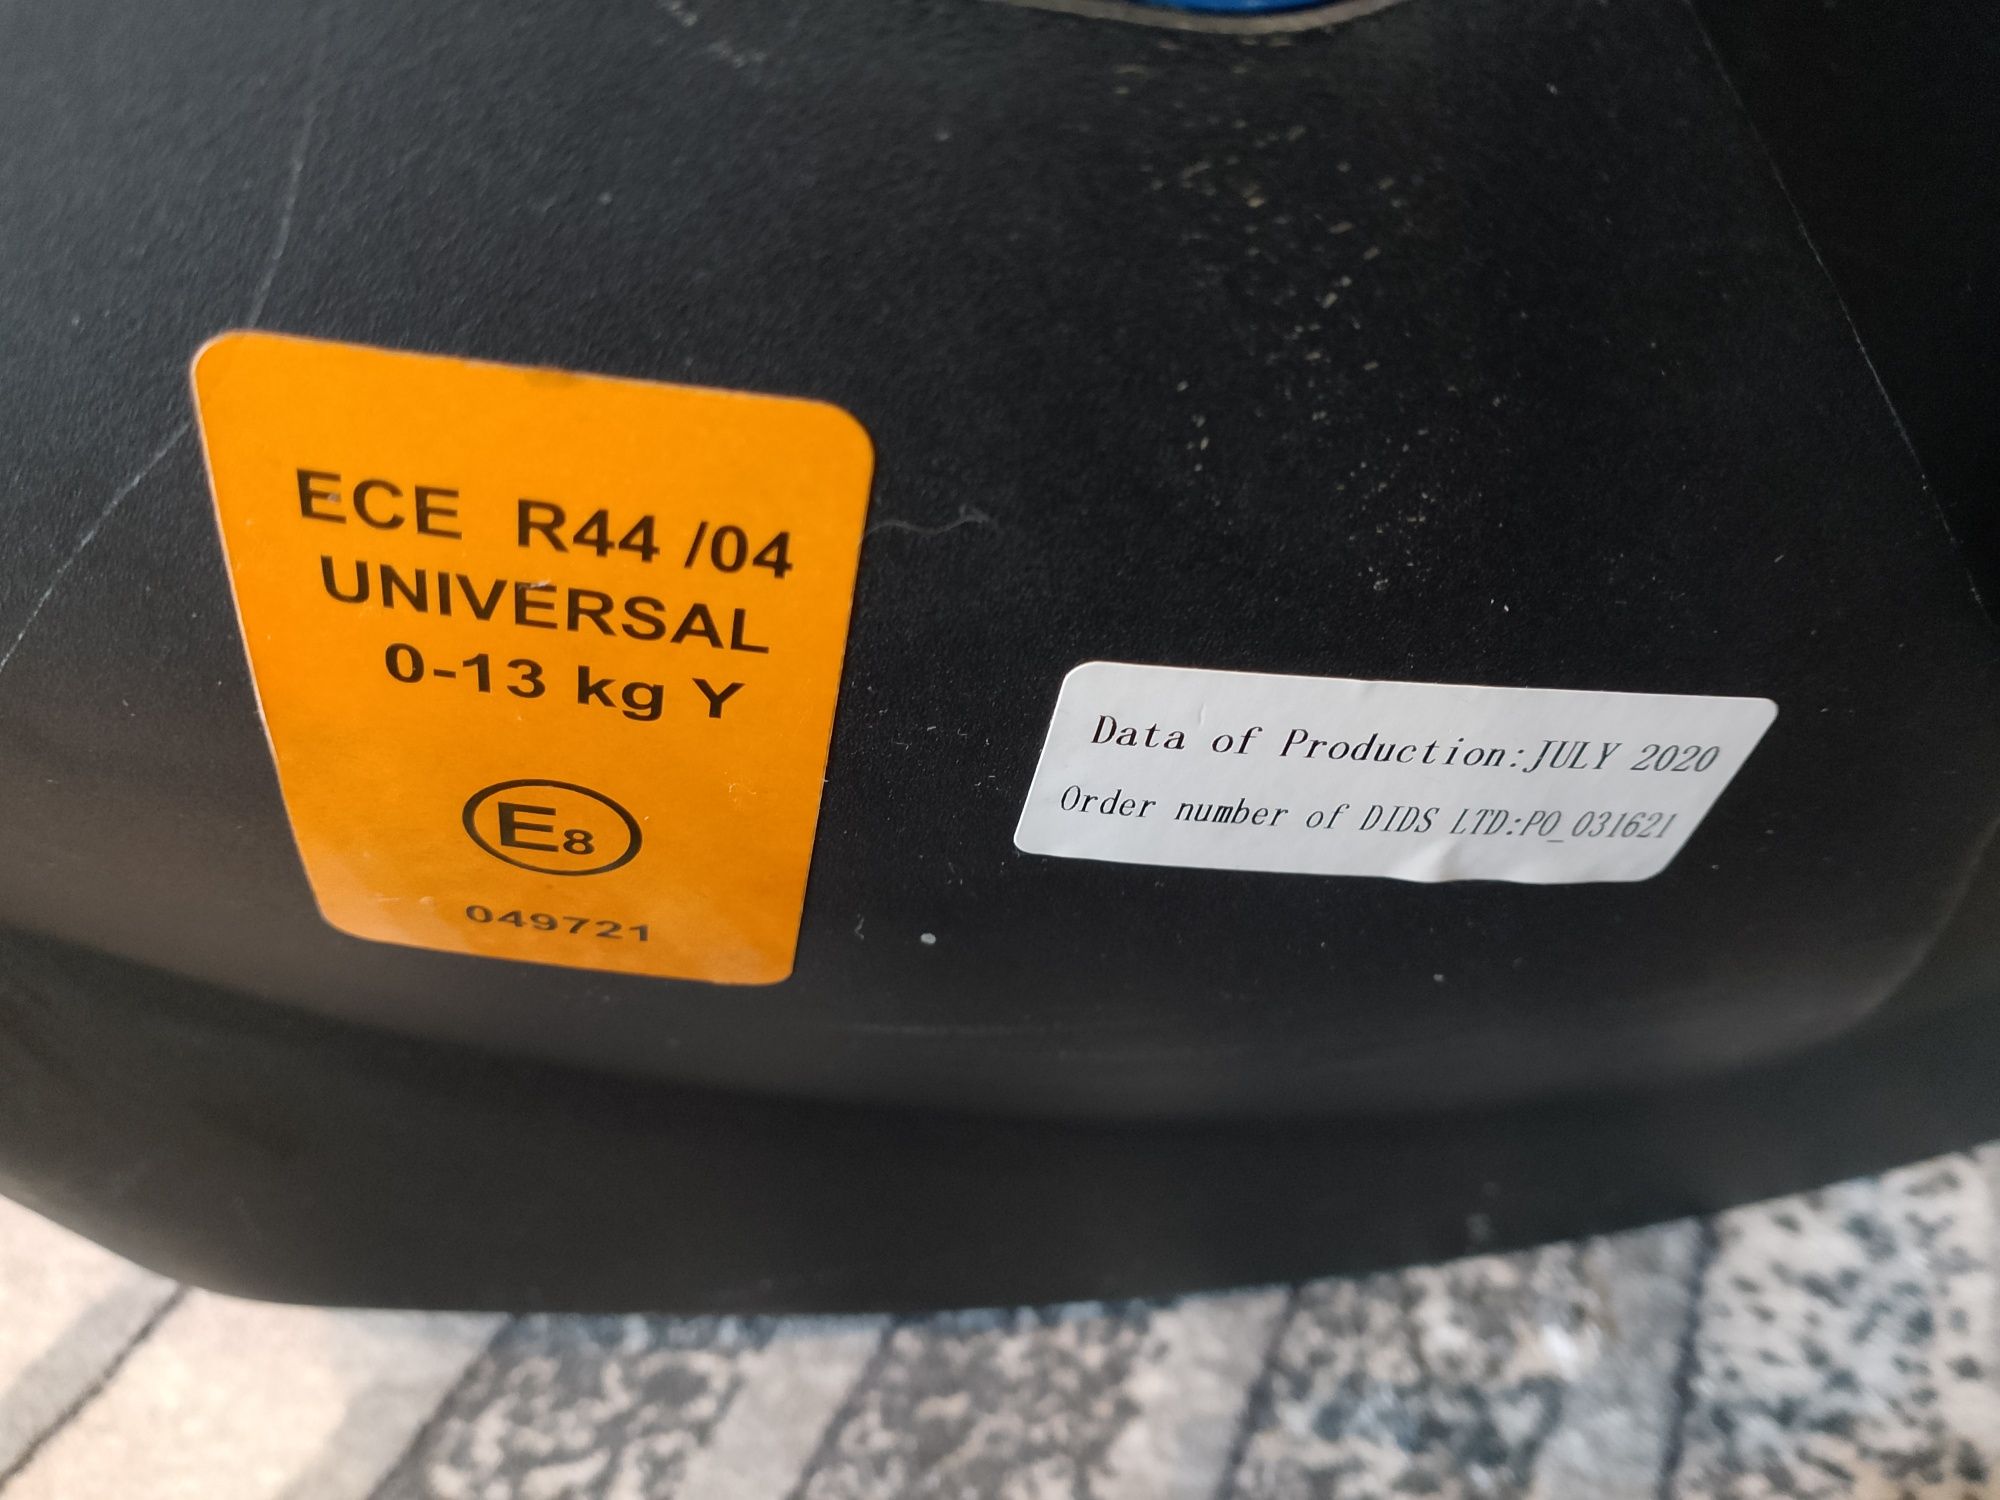 ECE R44 /04
UNIVERSAL
0-13 kg Y
E8
049721
Data of Production:JULY 2020
Order number of DIDS LTD:PO_031621